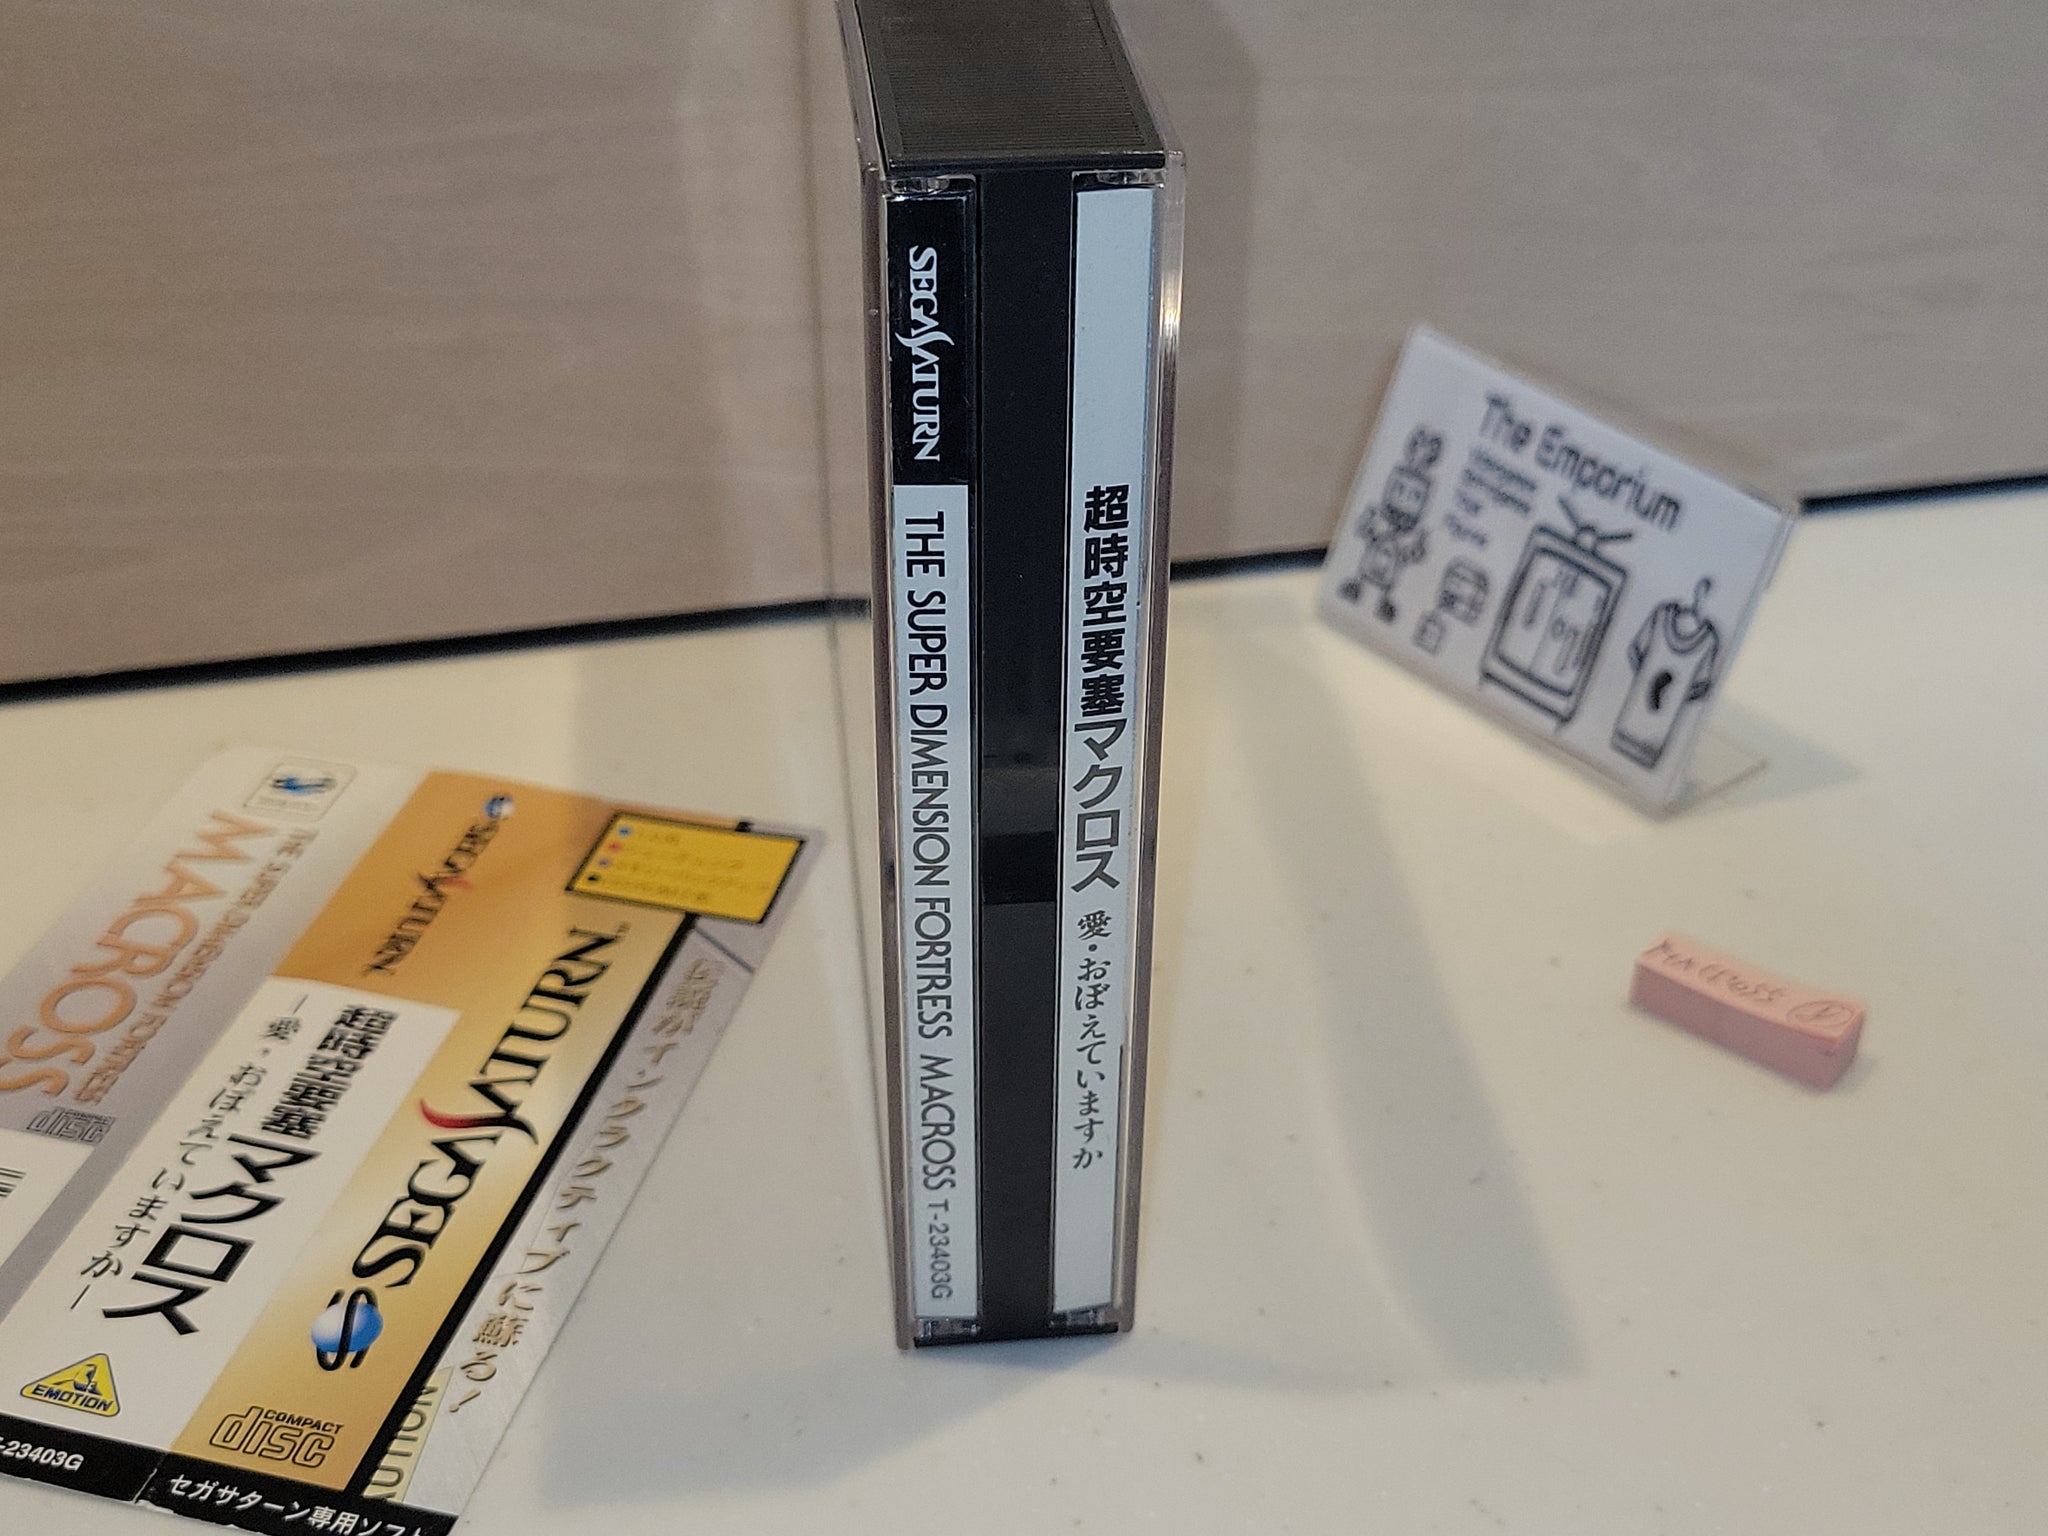 SEGA SATURN
THE SUPER DIMENSION FORTRESS MACROSS T-23403G
超時空要塞マクロス 愛・おぼえていますか
The Emporium
THE SUPER DIMENSION FORTRESS
MACROSS
COMPACT
disc
SEGA SATURN
超時空要塞マクロス
―愛・おぼえていますか―
EMOTION
T-23403G
SEGA SATURN™
COMPACT
disc
インタラクティブに蘇る!
セガサターン専用ソフト